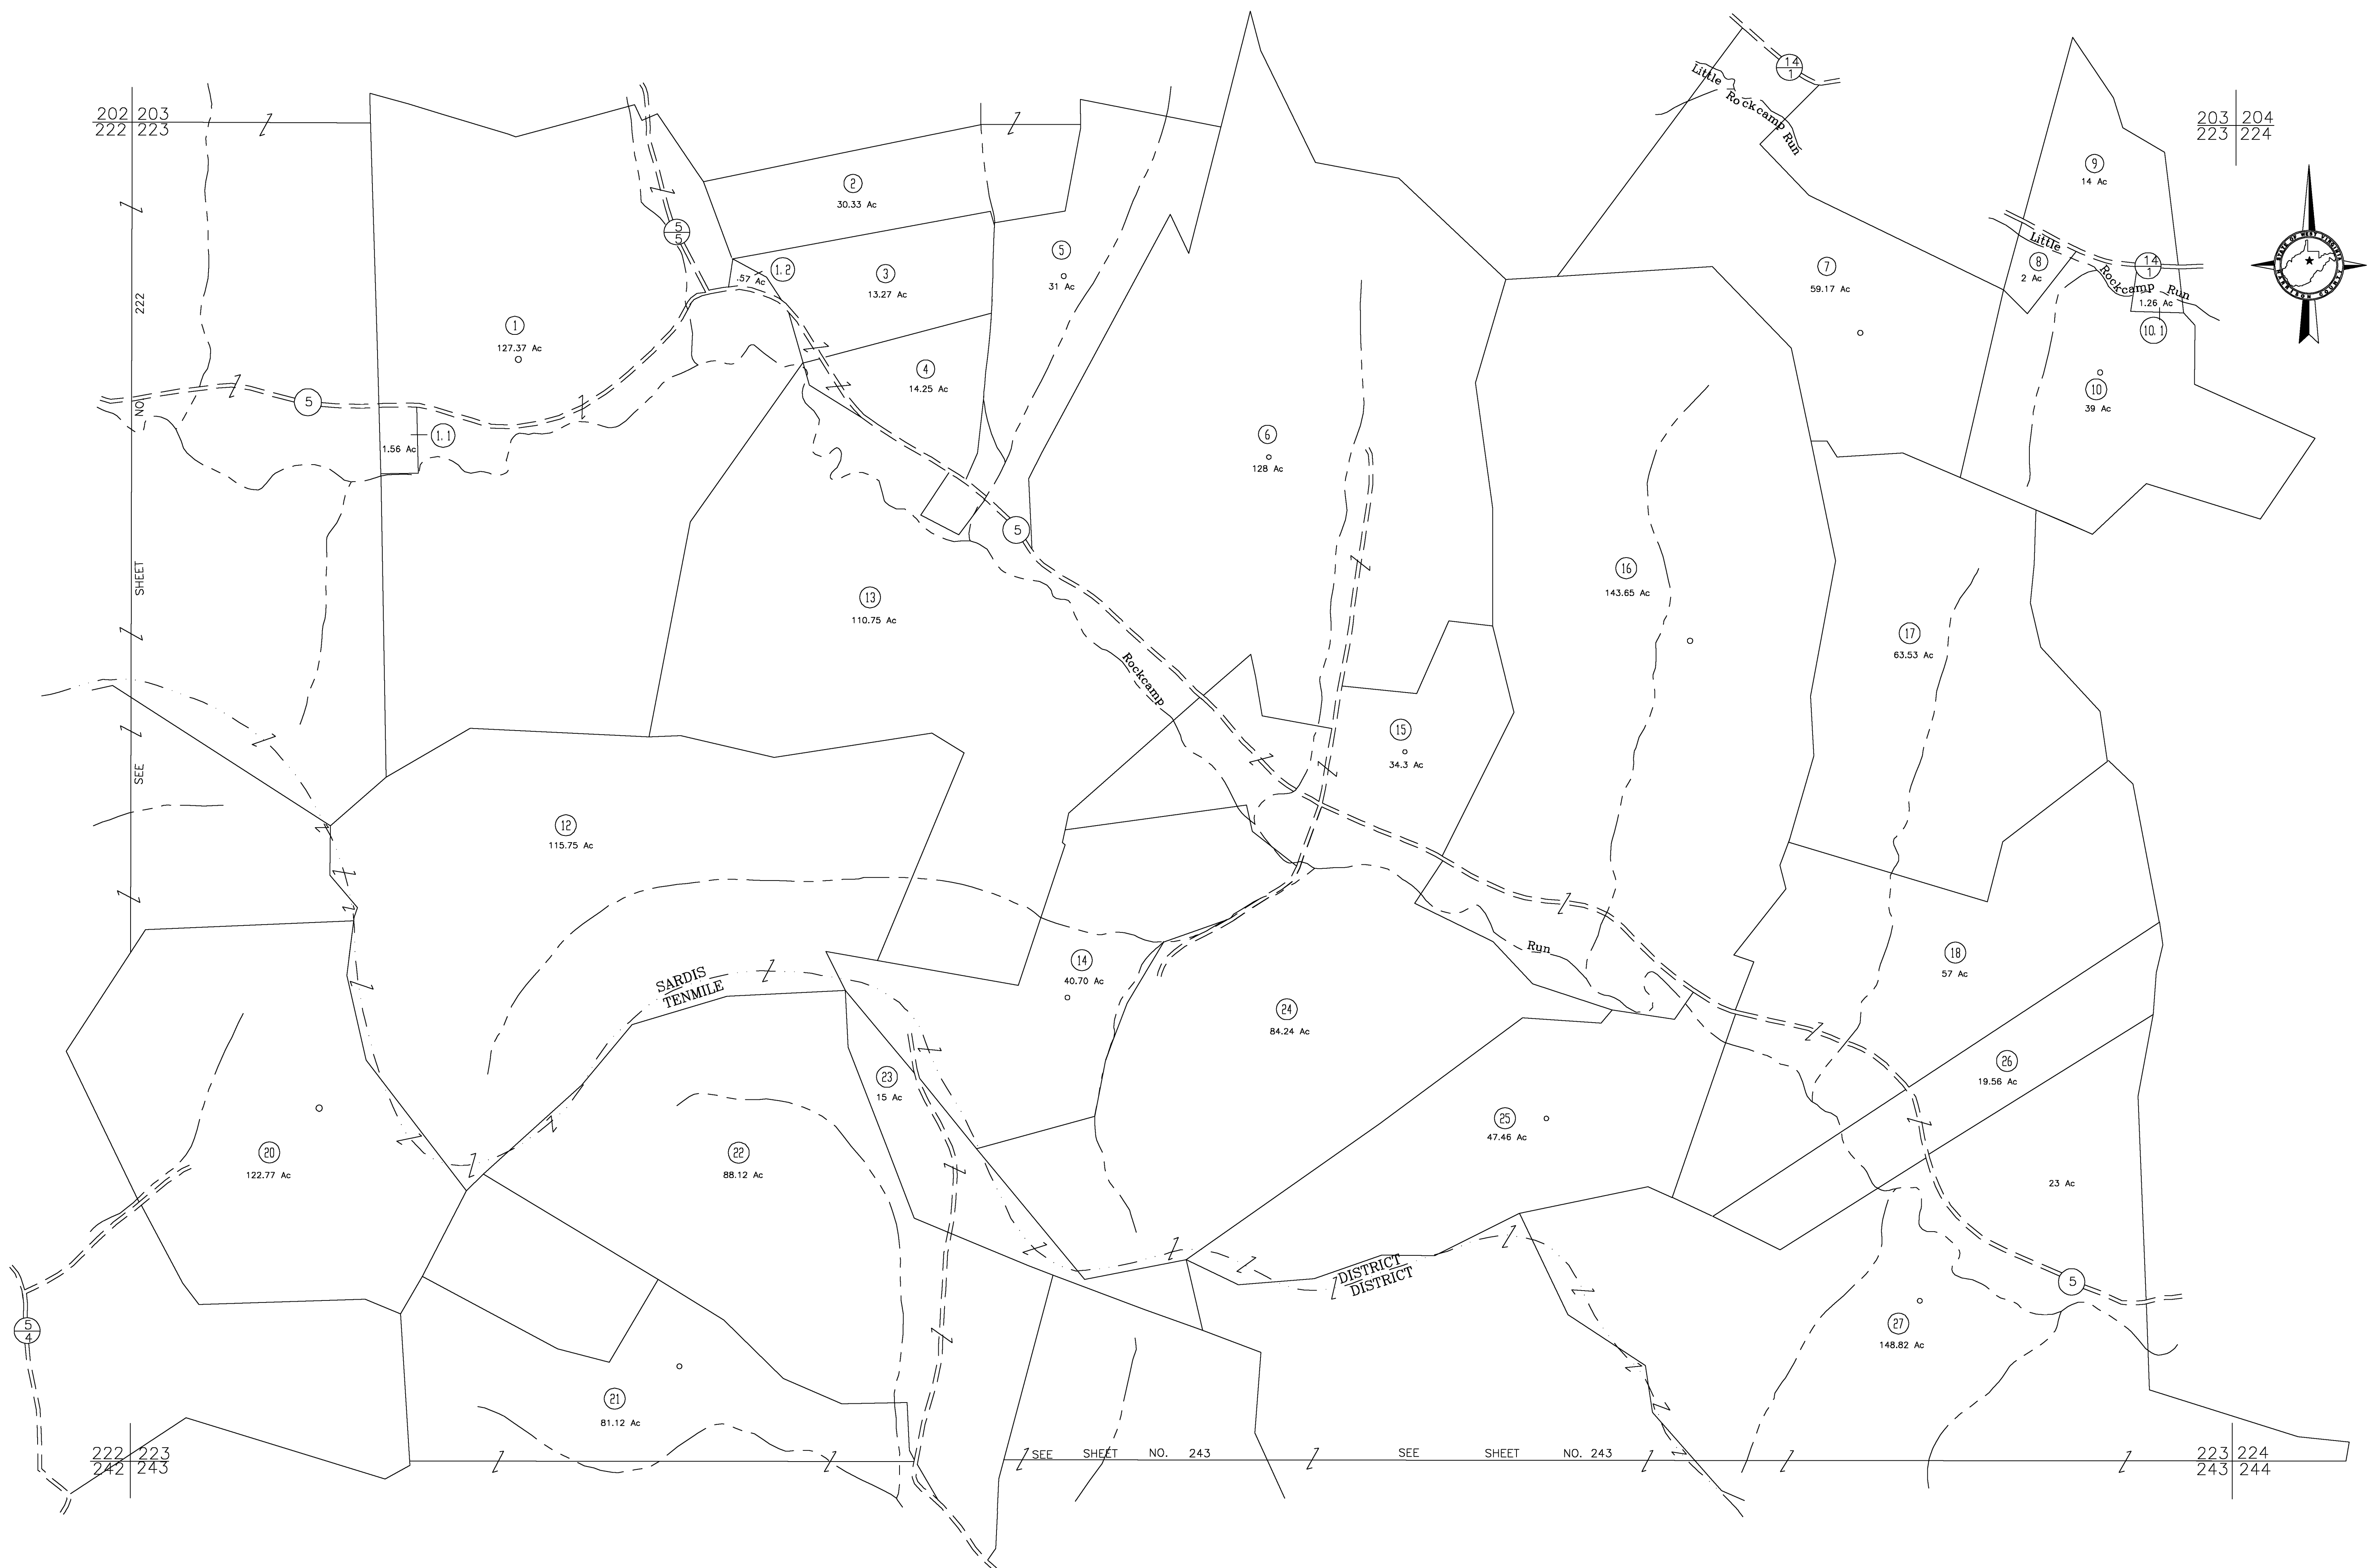 202 203
222 223
203 204
223 224
14
1
Little Rockcamp Run
9
14 Ac
2
30.33 Ac
5
5
1.2
.57 Ac
3
13.27 Ac
5
31 Ac
7
59.17 Ac
Little Rockcamp Run
8
2 Ac
14
1
1.26 Ac
10.1
STATE OF WEST VIRGINIA
HARRISON COUNTY
1
127.37 Ac
4
14.25 Ac
10
39 Ac
5
1.1
1.56 Ac
6
128 Ac
5
SEE SHEET NO. 222
13
110.75 Ac
16
143.65 Ac
17
63.53 Ac
Rockcamp
Run
15
34.3 Ac
12
115.75 Ac
14
40.70 Ac
18
57 Ac
SARDIS
TENMILE
24
84.24 Ac
23
15 Ac
26
19.56 Ac
25
47.46 Ac
20
122.77 Ac
22
88.12 Ac
23 Ac
DISTRICT
DISTRICT
5
5
4
27
148.82 Ac
21
81.12 Ac
222 223
242 243
SEE SHEET NO. 243
SEE SHEET NO. 243
223 224
243 244